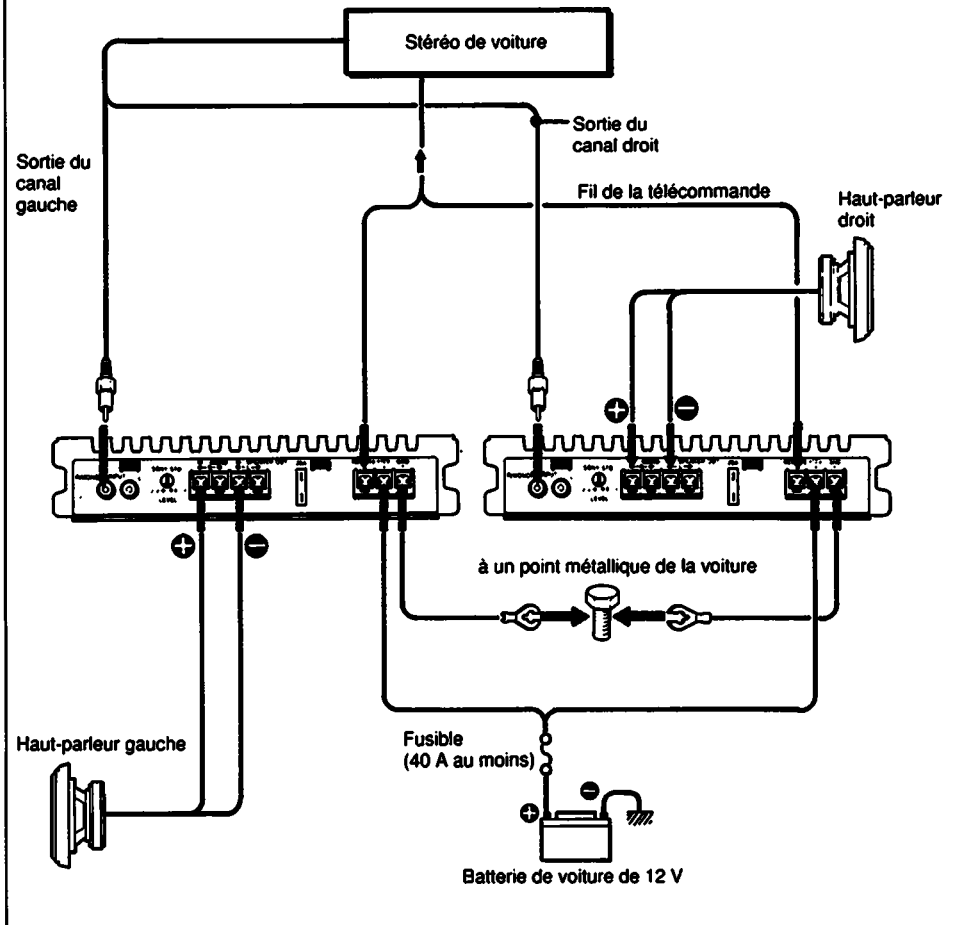 Stéréo de voiture
Sortie du
canal droit
Sortie du
canal
gauche
Fil de la télécommande
Haut-parleur
droit
LEVEL
à un point métallique de la voiture
Haut-parleur gauche
Fusible
(40 A au moins)
Batterie de voiture de 12 V